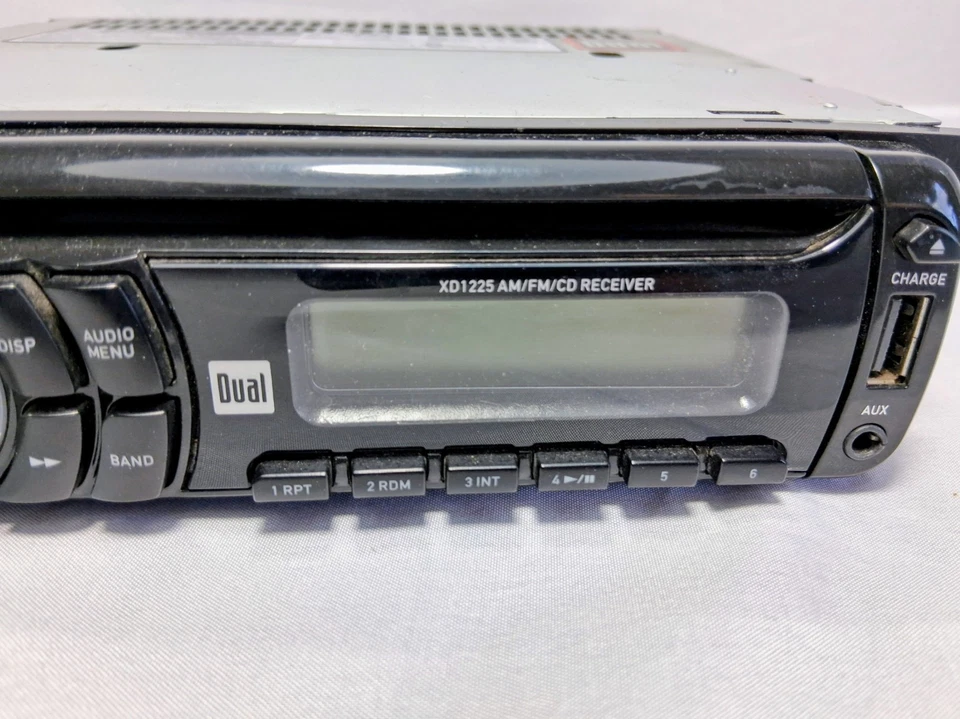 XD1225 AM/FM/CD RECEIVER
CHARGE
DISP
AUDIO
MENU
Dual
AUX
BAND
1 RPT
2 RDM
3 INT
4 ►/II
5
6